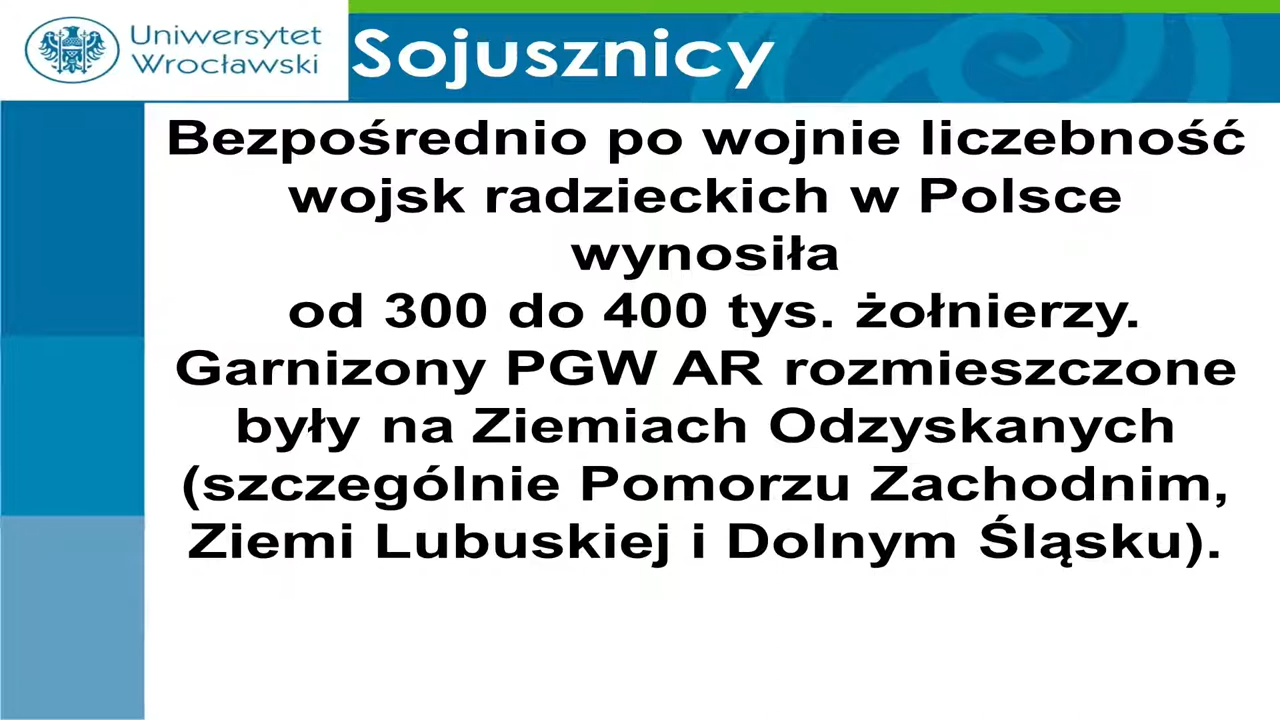 Uniwersytet
Wrocławski
Sojusznicy
Bezpośrednio po wojnie liczebność
wojsk radzieckich w Polsce
wynosiła
od 300 do 400 tys. żołnierzy.
Garnizony PGW AR rozmieszczone
były na Ziemiach Odzyskanych
(szczególnie Pomorzu Zachodnim,
Ziemi Lubuskiej i Dolnym Śląsku).